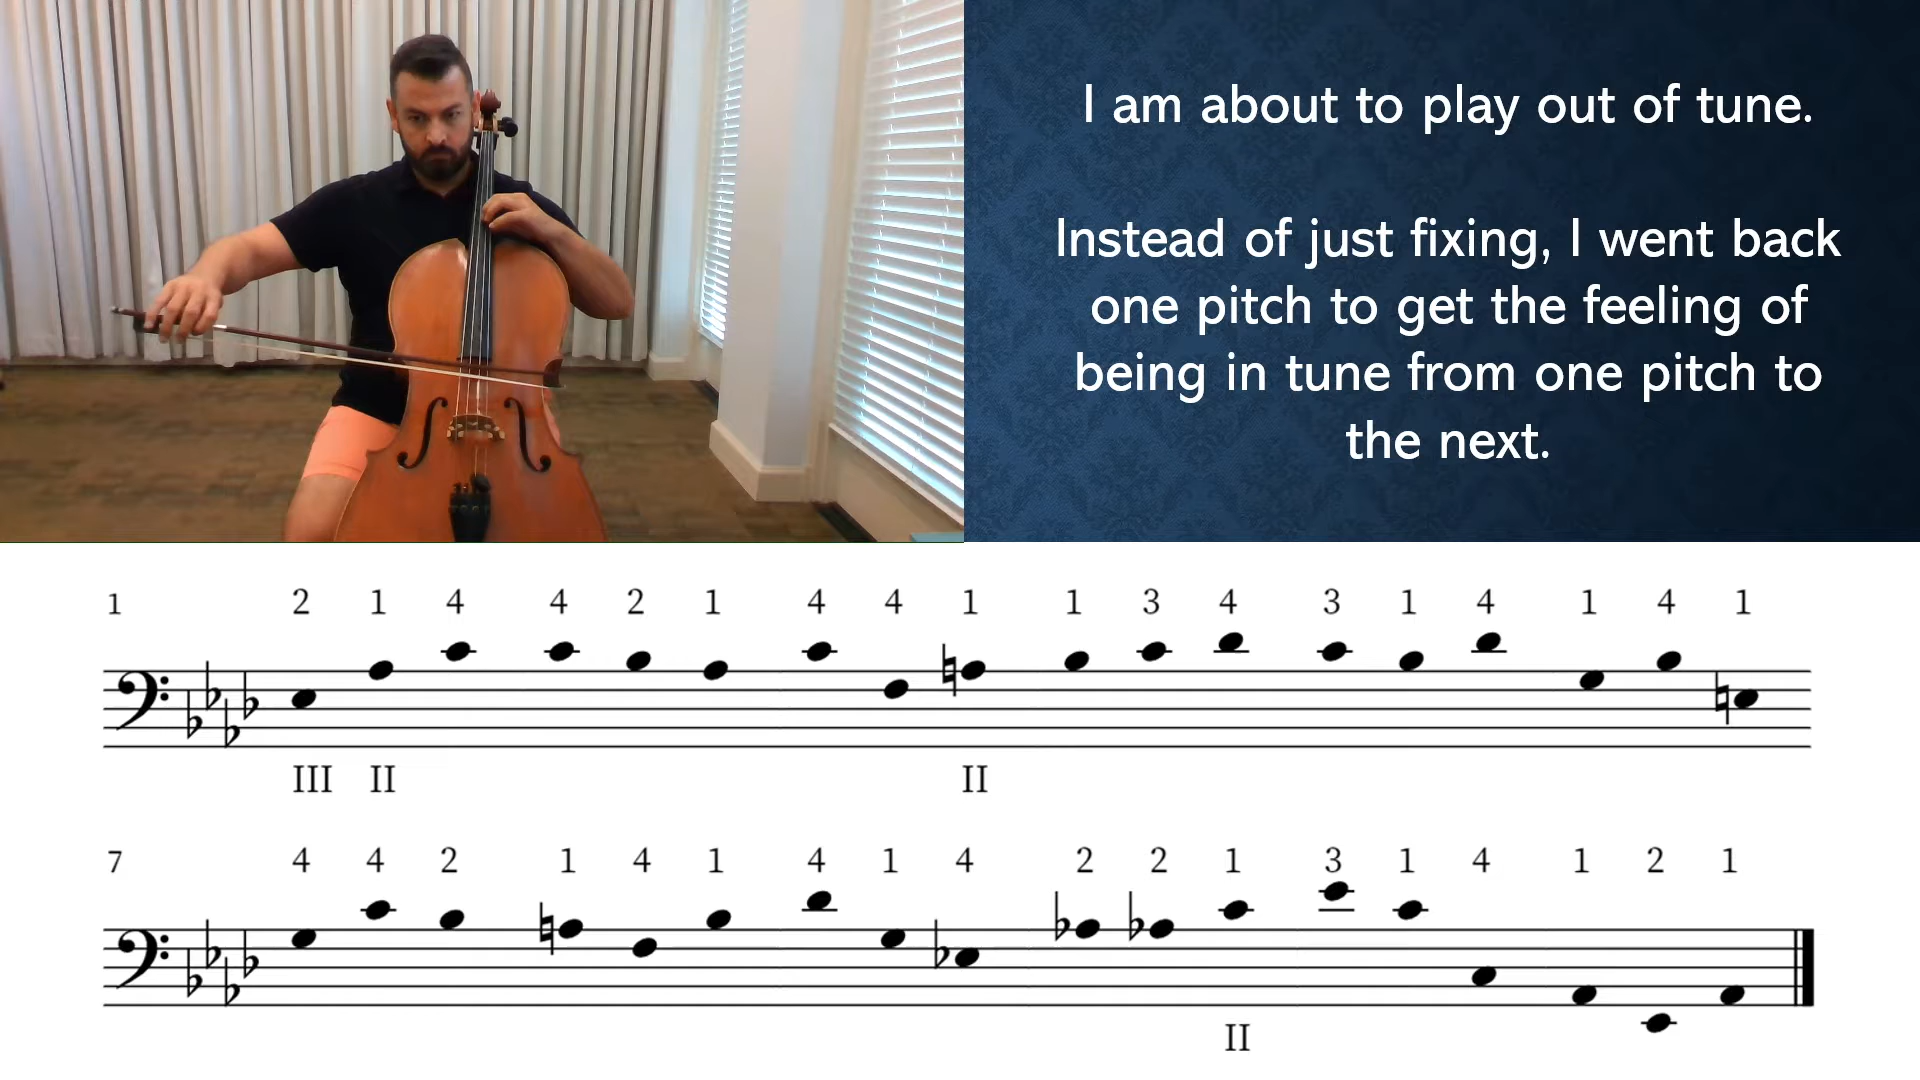 I am about to play out of tune.
Instead of just fixing, I went back
one pitch to get the feeling of
being in tune from one pitch to
the next.
1 2 1 4 4 2 1 4 4 1 1 3 4 3 1 4 1 4 1
III II II
7 4 4 2 1 4 1 4 1 4 2 2 1 3 1 4 1 2 1
II